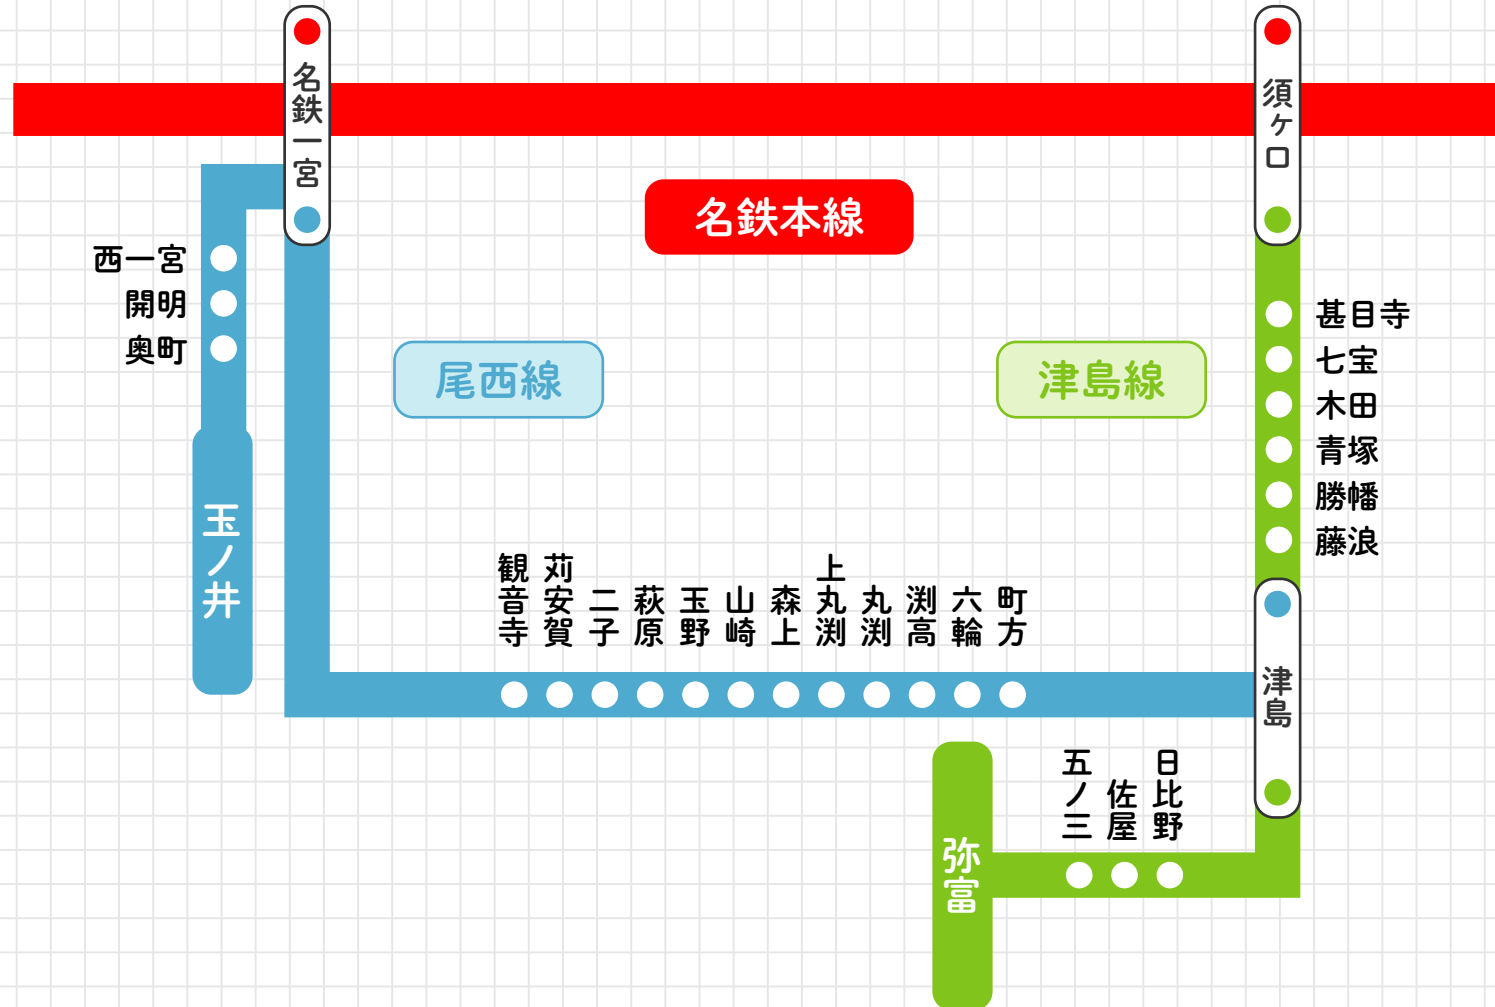 名鉄一宮
須ヶ口
名鉄本線
西一宮
開明
奥町
玉ノ井
尾西線
津島線
甚目寺
七宝
木田
青塚
勝幡
藤浪
観音寺
苅安賀
二子
萩原
玉野
山崎
森上
上丸渕
丸渕
渕高
六輪
町方
津島
五ノ三
佐屋
日比野
弥富